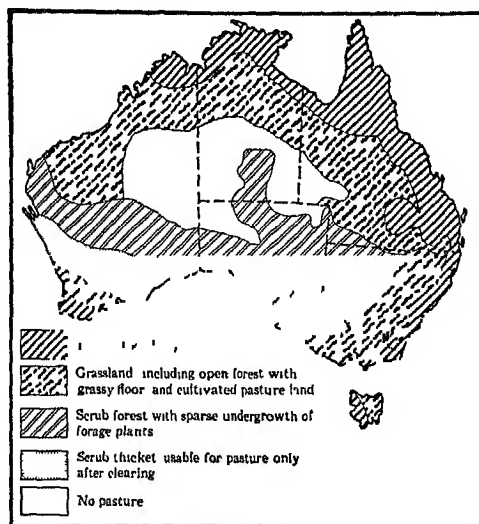 Grassland including open forest with
grassy floor and cultivated pasture land
Scrub forest with sparse undergrowth of
forage plants
Scrub thicket usable for pasture only
after clearing
No pasture